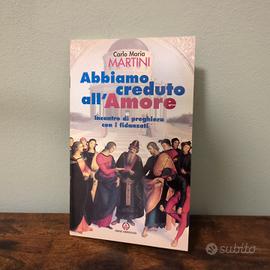 Carlo Maria
MARTINI
Abbiamo
creduto
all'Amore
Incontro di preghiera
con i fidanzati
subito